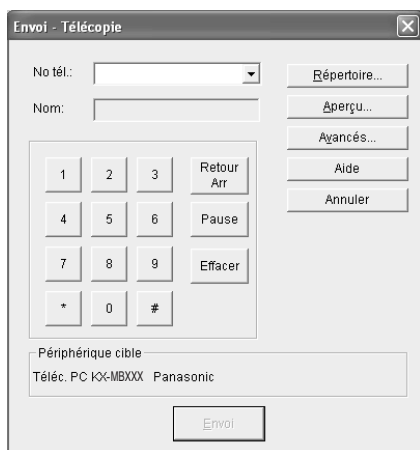 Envoi - Télécopie
No tél.:
Répertoire...
Nom:
Aperçu...
Avancés...
Aide
Annuler
1 2 3 Retour Arr
4 5 6 Pause
7 8 9 Effacer
* 0 #
Périphérique cible
Téléc. PC KX-MBXXX Panasonic
Envoi